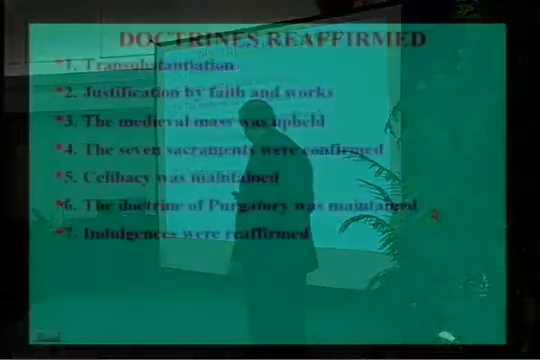 DOCTRINES REAFFIRMED
*1. Transubstantiation
*2. Justification by faith and works
*3. The medieval mass was upheld
*4. The seven sacraments were confirmed
*5. Celibacy was maintained
*6. The doctrine of Purgatory was maintained
*7. Indulgences were reaffirmed